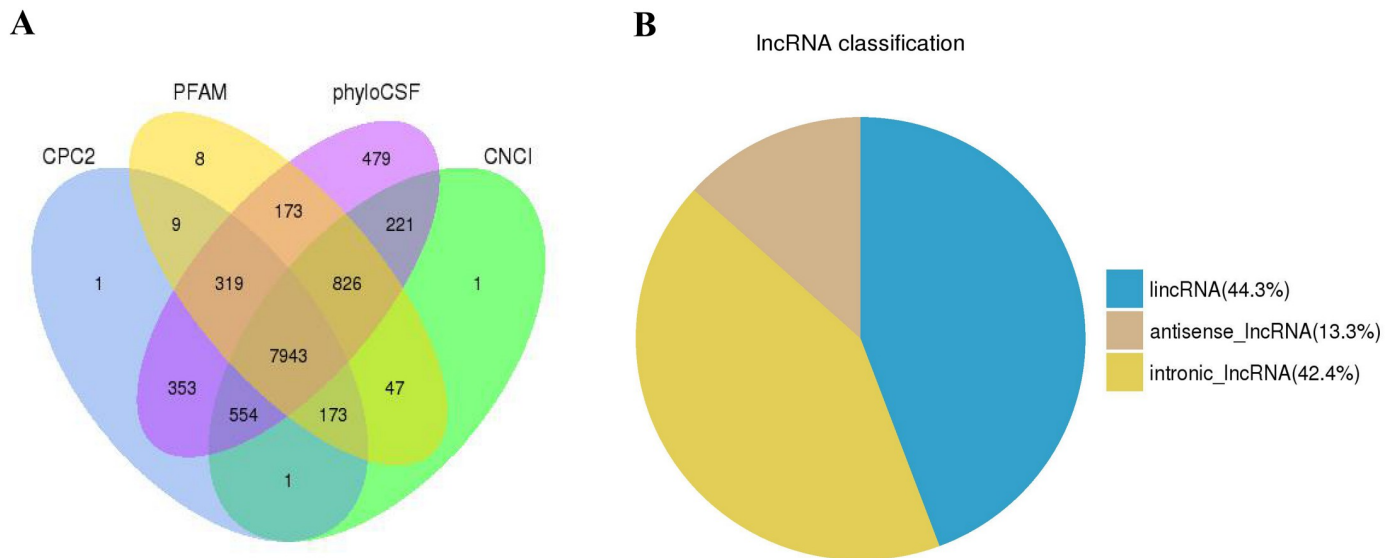 A
B
lncRNA classification
PFAM
phyloCSF
CPC2
CNCI
8
479
9
173
221
1
319
826
1
7943
353
47
554
173
1
lincRNA(44.3%)
antisense_lncRNA(13.3%)
intronic_lncRNA(42.4%)